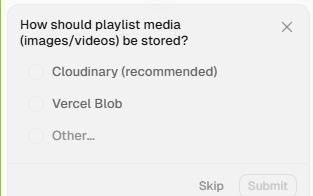 How should playlist media
(images/videos) be stored?
Cloudinary (recommended)
Vercel Blob
Other...
Skip
Submit